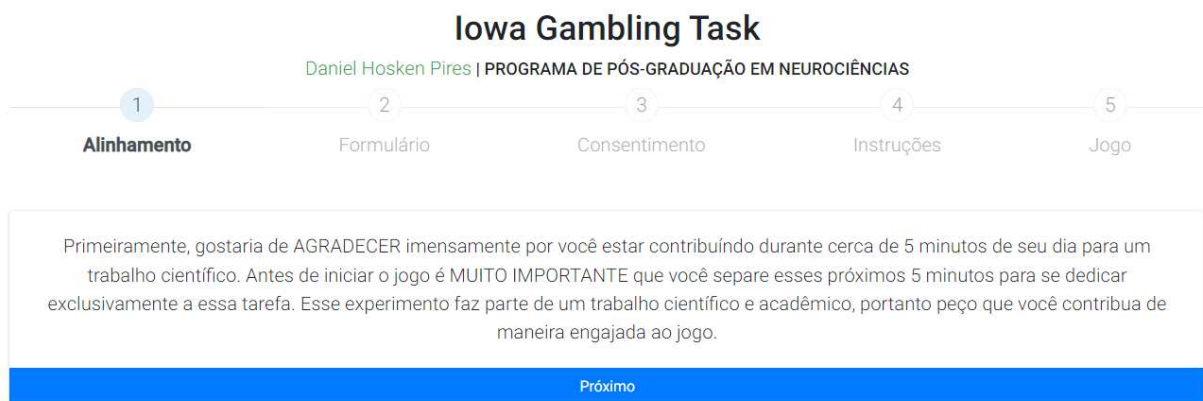 Iowa Gambling Task
Daniel Hosken Pires | PROGRAMA DE PÓS-GRADUAÇÃO EM NEUROCIÊNCIAS
1 2 3 4 5
Alinhamento Formulário Consentimento Instruções Jogo
Primeiramente, gostaria de AGRADECER imensamente por você estar contribuíndo durante cerca de 5 minutos de seu dia para um
trabalho científico. Antes de iniciar o jogo é MUITO IMPORTANTE que você separe esses próximos 5 minutos para se dedicar
exclusivamente a essa tarefa. Esse experimento faz parte de um trabalho científico e acadêmico, portanto peço que você contribua de
maneira engajada ao jogo.
Próximo